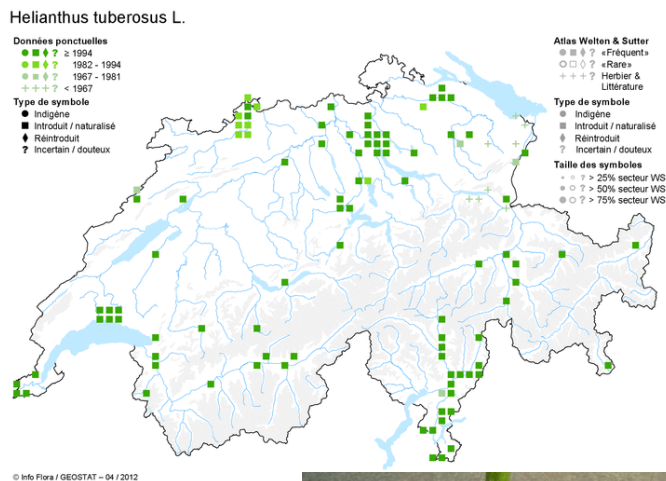 Helianthus tuberosus L.
Données ponctuelles
? ≥ 1994
? 1982 - 1994
? 1967 - 1981
+++ < 1967
Type de symbole
Indigène
Introduit / naturalisé
Réintroduit
? Incertain / douteux
Atlas Welten & Sutter
? «Fréquent»
? «Rare»
+++ Herbier &
Littérature
Type de symbole
Indigène
Introduit / naturalisé
Réintroduit
? Incertain / douteux
Taille des symboles
? > 25% secteur WS
? > 50% secteur WS
? > 75% secteur WS
© Info Flora / GEOSTAT – 04 / 2012